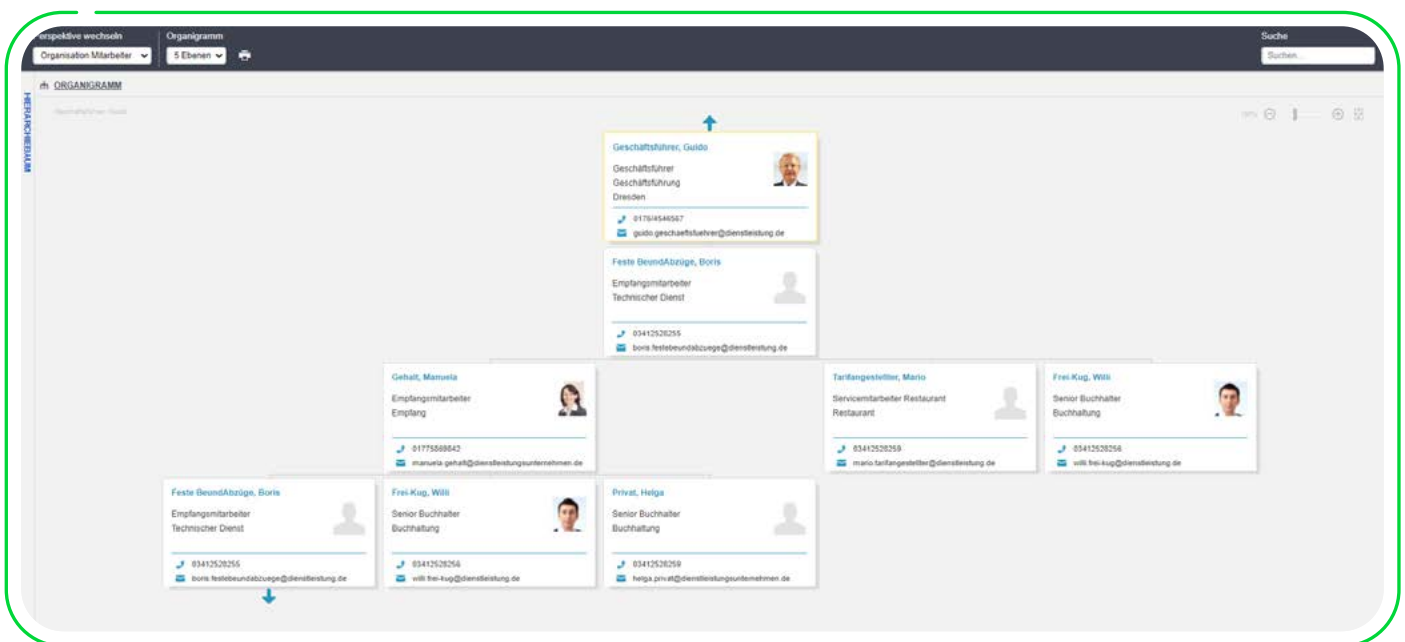 Perspektive wechseln
Organigramm
Suche
Organisation Mitarbeiter
5 Ebenen
Suchen...
ORGANIGRAMM
HIERARCHIEBAUM
Geschäftsführer, Guido
Geschäftsführer
Geschäftsführung
Dresden
0176/4546567
guido.geschaeftsfuehrer@dienstleistung.de
Feste BeundAbzüge, Boris
Empfangsmitarbeiter
Technischer Dienst
03412528255
boris.festebeundabzuege@dienstleistung.de
Gehalt, Manuela
Empfangsmitarbeiter
Empfang
manuela.gehalt@dienstleistungsunternehmen.de
Tarifangestellter, Mario
Servicemitarbeiter Restaurant
Restaurant
03412528259
mario.tarifangestellter@dienstleistung.de
Frei-Kug, Willi
Senior Buchhalter
Buchhaltung
03412528256
willi.frei-kug@dienstleistung.de
Feste BeundAbzüge, Boris
Empfangsmitarbeiter
Technischer Dienst
03412528255
boris.festebeundabzuege@dienstleistung.de
Frei-Kug, Willi
Senior Buchhalter
Buchhaltung
03412528256
willi.frei-kug@dienstleistung.de
Privat, Helga
Senior Buchhalter
Buchhaltung
03412528259
helga.privat@dienstleistungsunternehmen.de